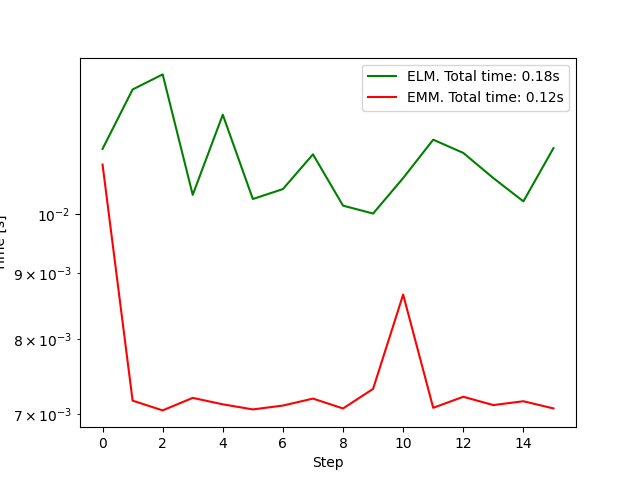 ELM. Total time: 0.18s
EMM. Total time: 0.12s
Time [s]
10⁻²
9 × 10⁻³
8 × 10⁻³
7 × 10⁻³
0 2 4 6 8 10 12 14
Step